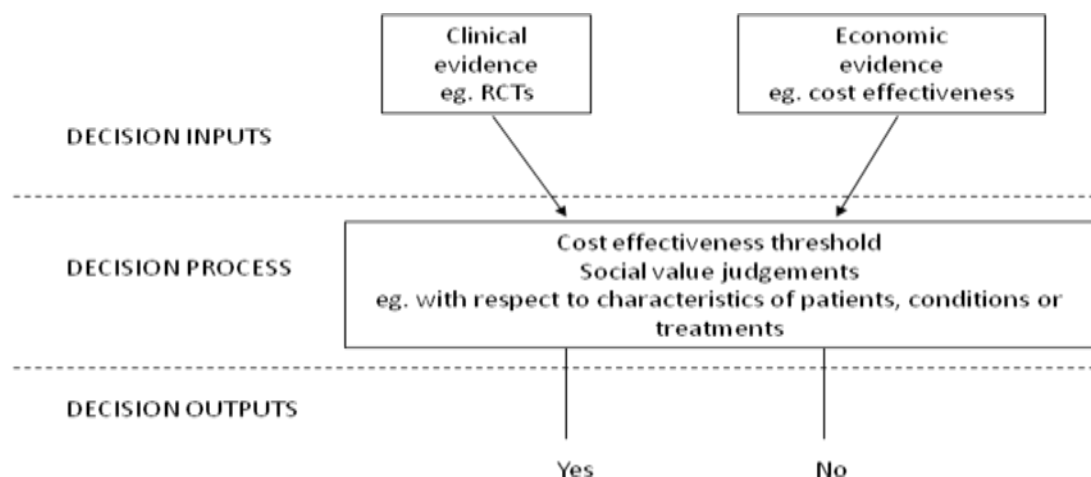 Clinical
evidence
eg. RCTs
Economic
evidence
eg. cost effectiveness
DECISION INPUTS
Cost effectiveness threshold
DECISION PROCESS
Social value judgements
eg. with respect to characteristics of patients, conditions or
treatments
DECISION OUTPUTS
Yes
No